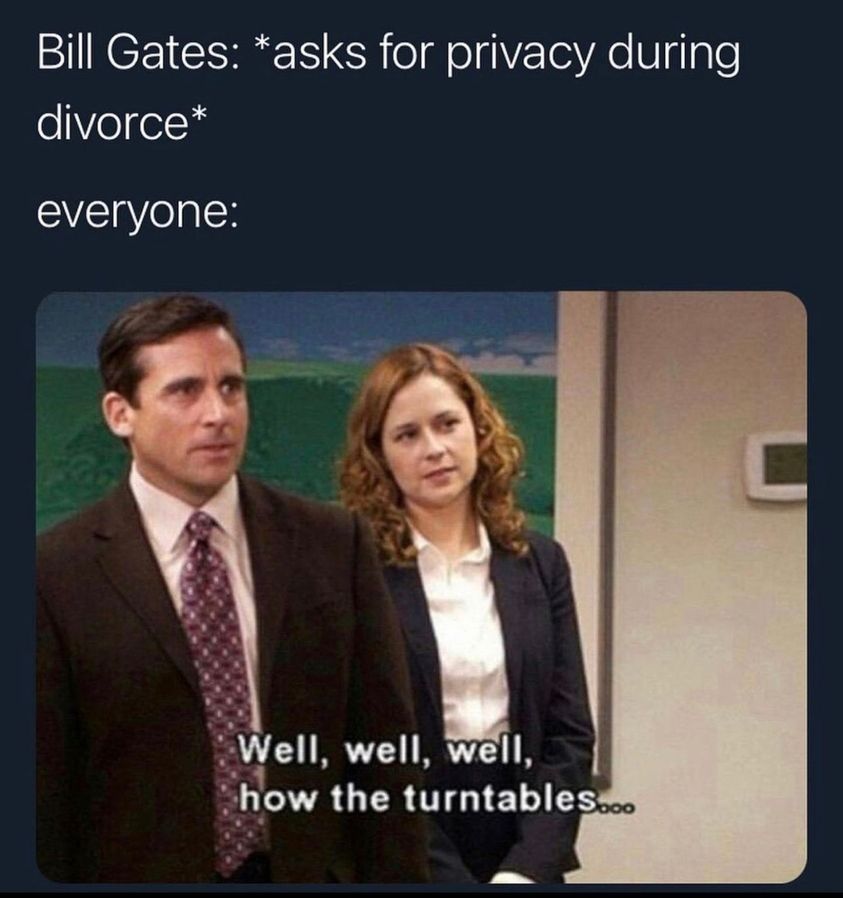 Bill Gates: *asks for privacy during
divorce*
everyone:
Well, well, well,
how the turntables...